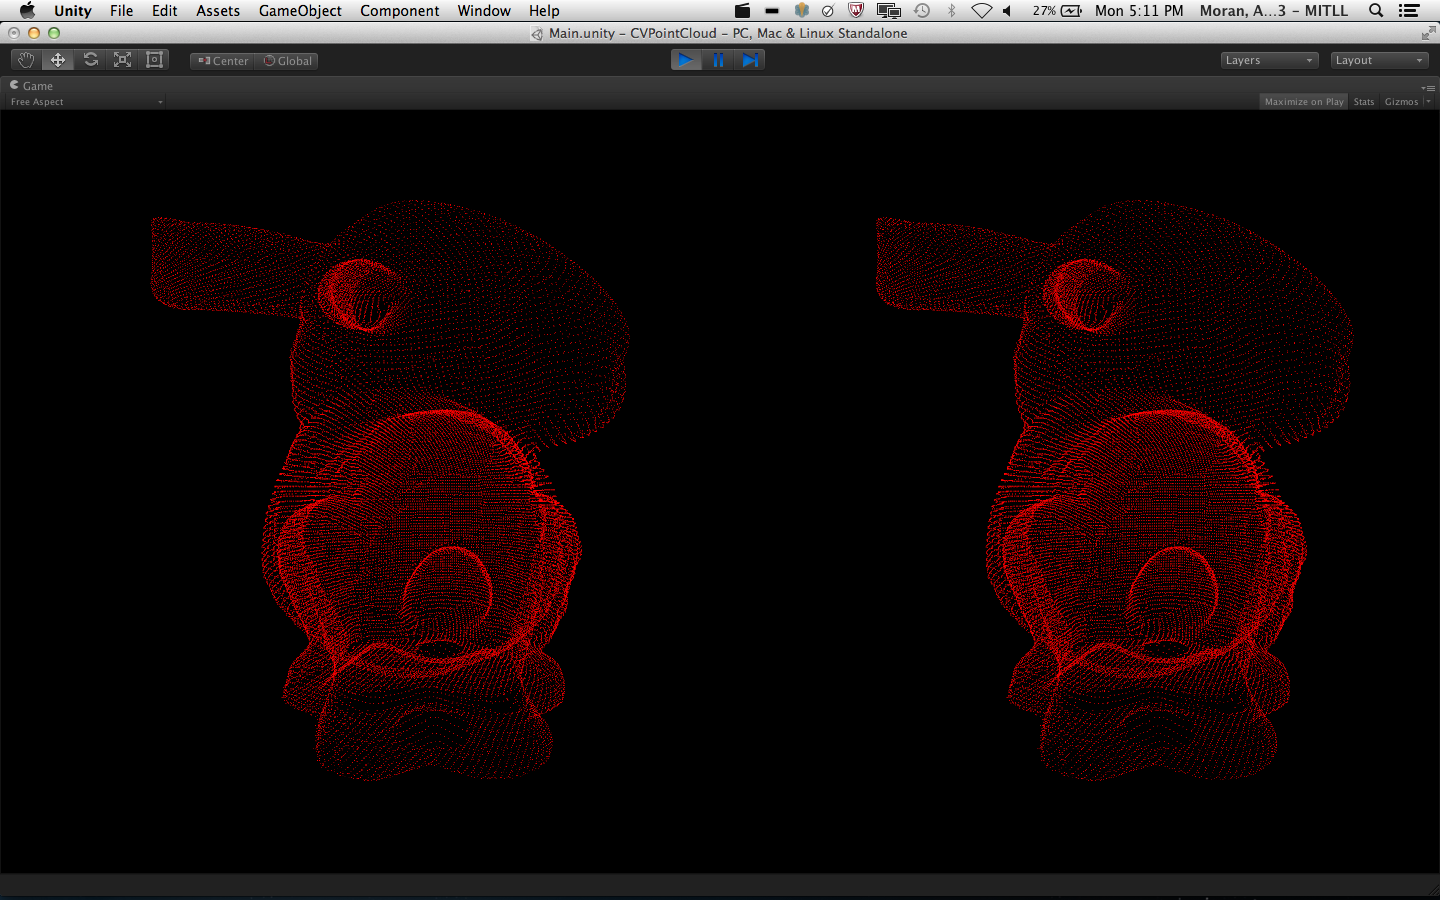 Unity File Edit Assets GameObject Component Window Help 27% Mon 5:11 PM Moran, A...3 – MITLL
Main.unity – CVPointCloud – PC, Mac & Linux Standalone
Center Global Layers Layout
Game
Free Aspect Maximize on Play Stats Gizmos